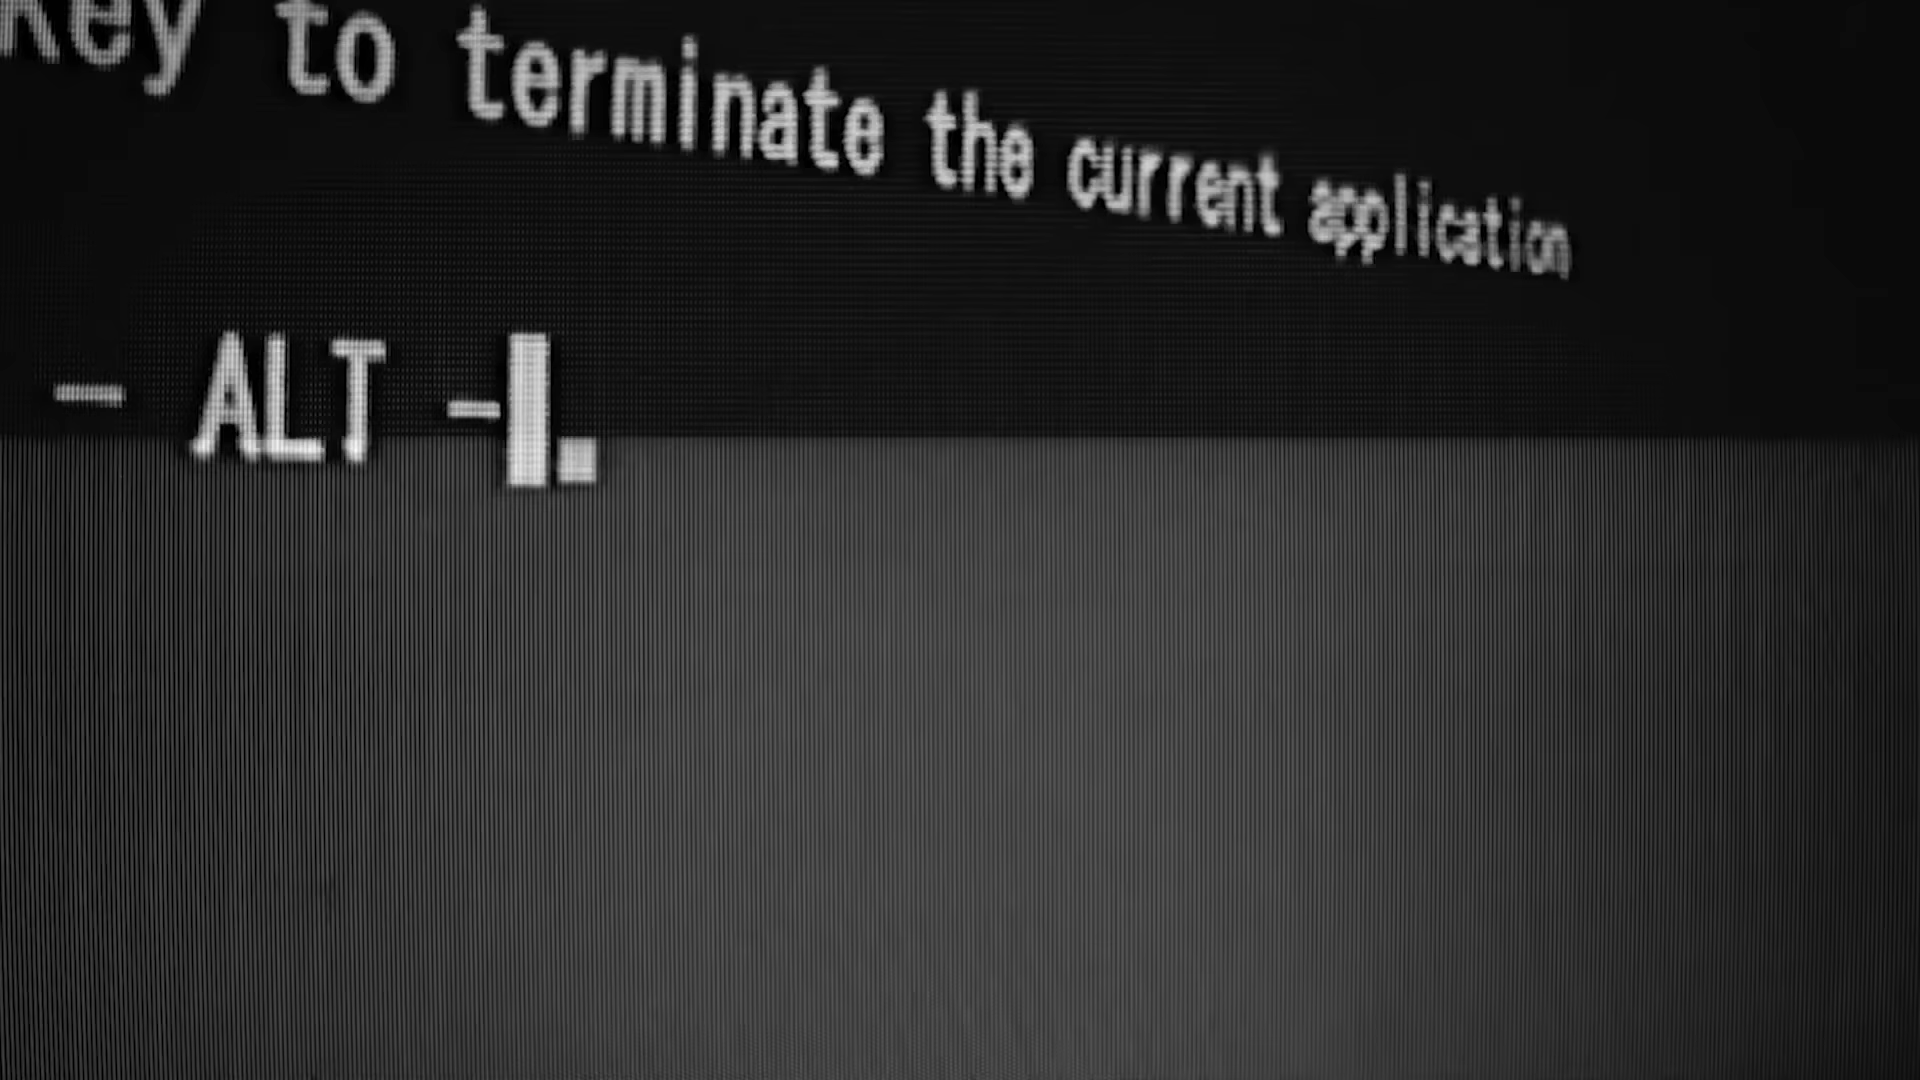 key to terminate the current application
- ALT -█.